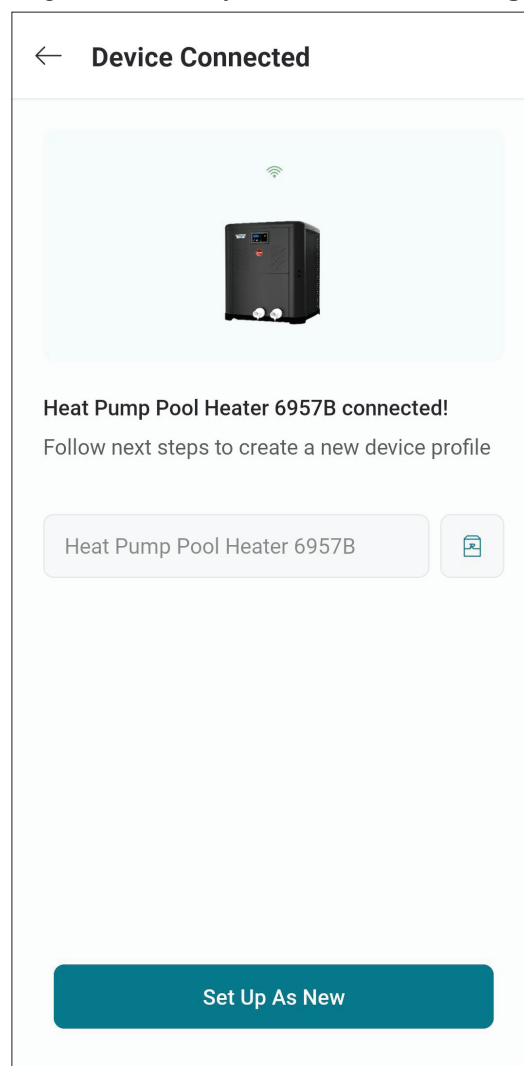 Device Connected
Heat Pump Pool Heater 6957B connected!
Follow next steps to create a new device profile
Heat Pump Pool Heater 6957B
Set Up As New